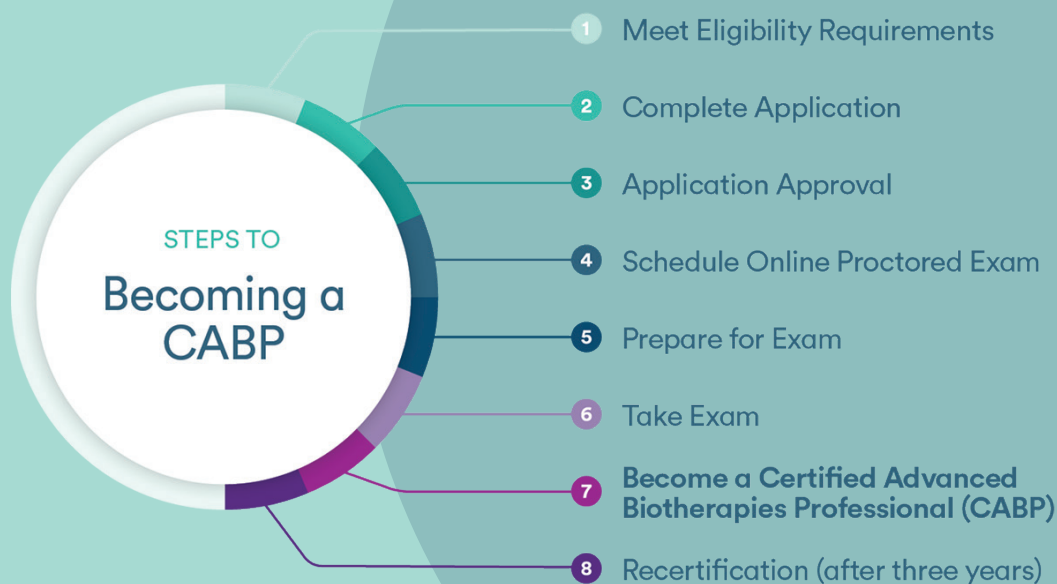 STEPS TO
Becoming a
CABP
1 Meet Eligibility Requirements
2 Complete Application
3 Application Approval
4 Schedule Online Proctored Exam
5 Prepare for Exam
6 Take Exam
7 Become a Certified Advanced
Biotherapies Professional (CABP)
8 Recertification (after three years)